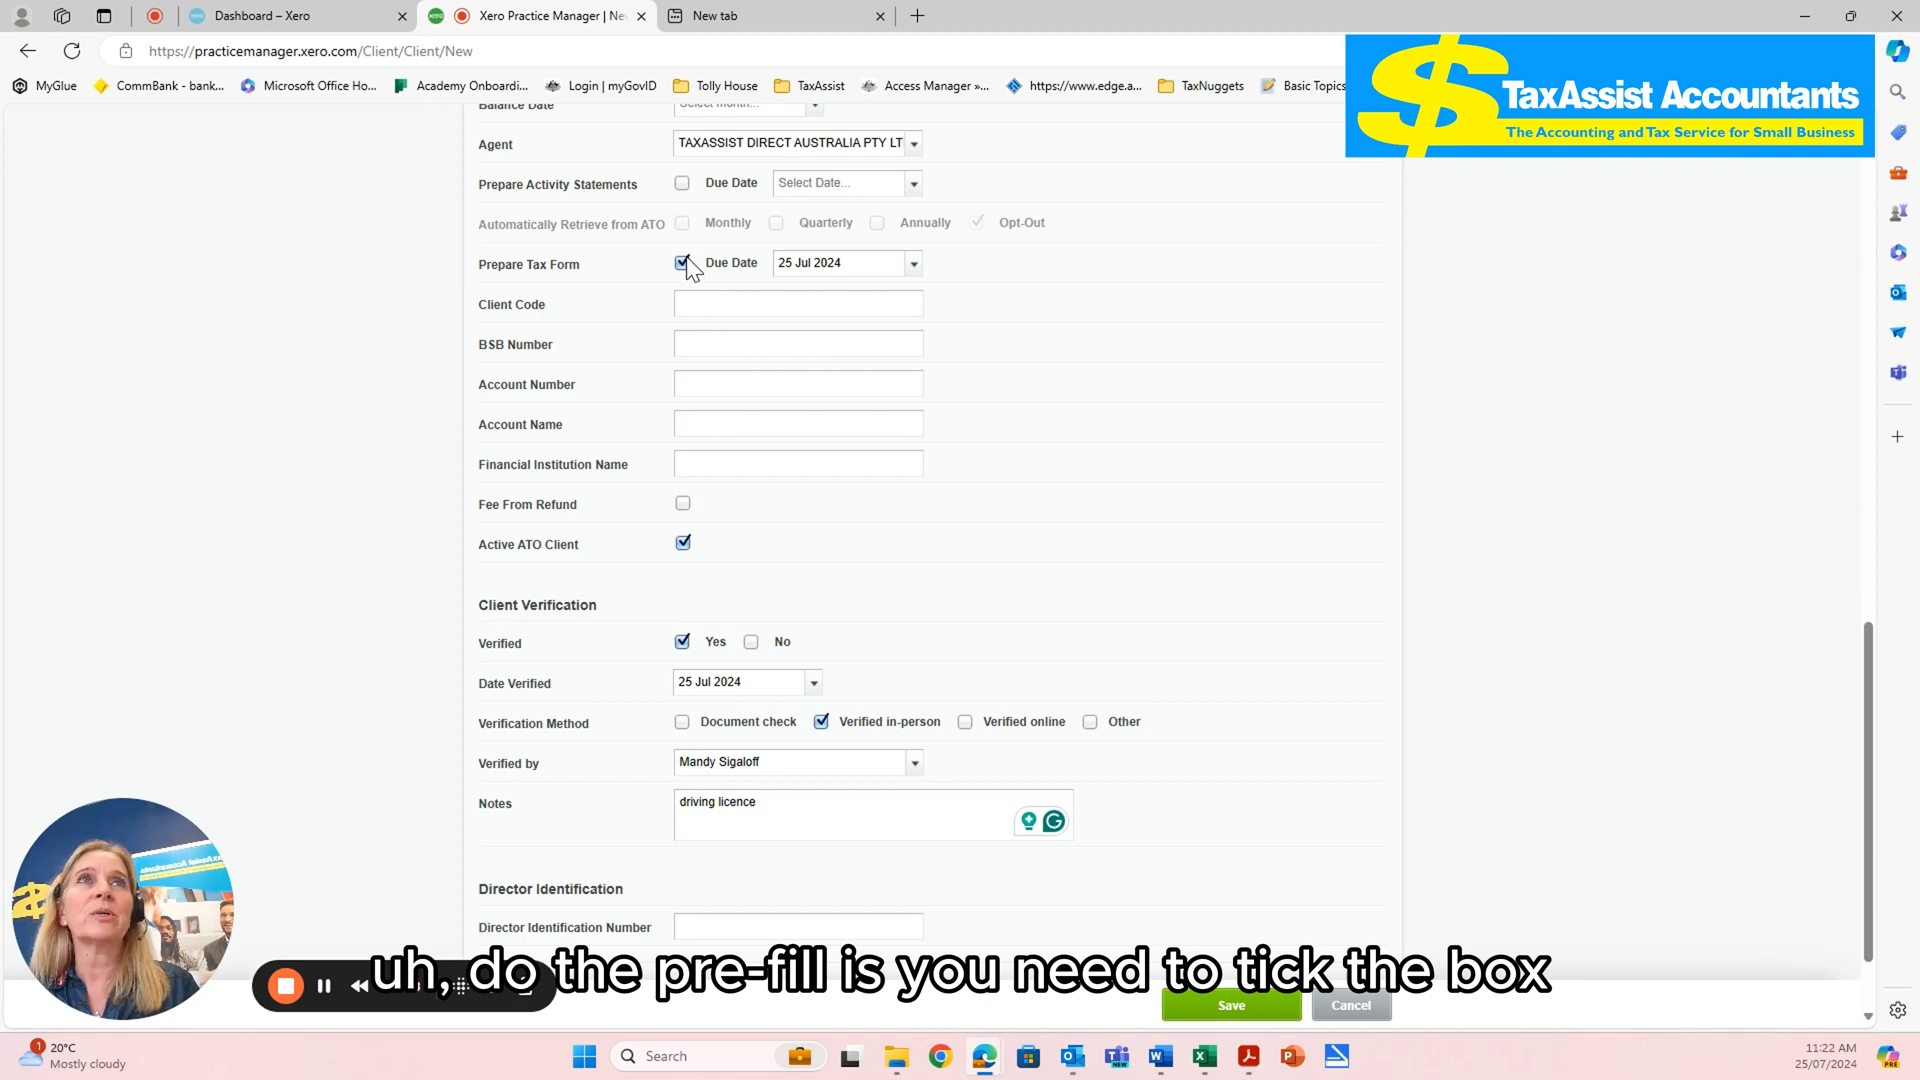 Dashboard – Xero
Xero Practice Manager | Ne
New tab
https://practicemanager.xero.com/Client/Client/New
MyGlue
CommBank - bank...
Microsoft Office Ho...
Academy Onboardi...
Login | myGovID
Tolly House
TaxAssist
Access Manager »...
https://www.edge.a...
TaxNuggets
Basic Topics
$ TaxAssist Accountants
The Accounting and Tax Service for Small Business
Balance Date Select month...
Agent TAXASSIST DIRECT AUSTRALIA PTY LT
Prepare Activity Statements Due Date Select Date...
Automatically Retrieve from ATO Monthly Quarterly Annually Opt-Out
Prepare Tax Form Due Date 25 Jul 2024
Client Code
BSB Number
Account Number
Account Name
Financial Institution Name
Fee From Refund
Active ATO Client
Client Verification
Verified Yes No
Date Verified 25 Jul 2024
Verification Method Document check Verified in-person Verified online Other
Verified by Mandy Sigaloff
Notes driving licence
Director Identification
Director Identification Number
uh, do the pre-fill is you need to tick the box
Save Cancel
1
20°C
Mostly cloudy
Search
NEW
PRE
11:22 AM
25/07/2024